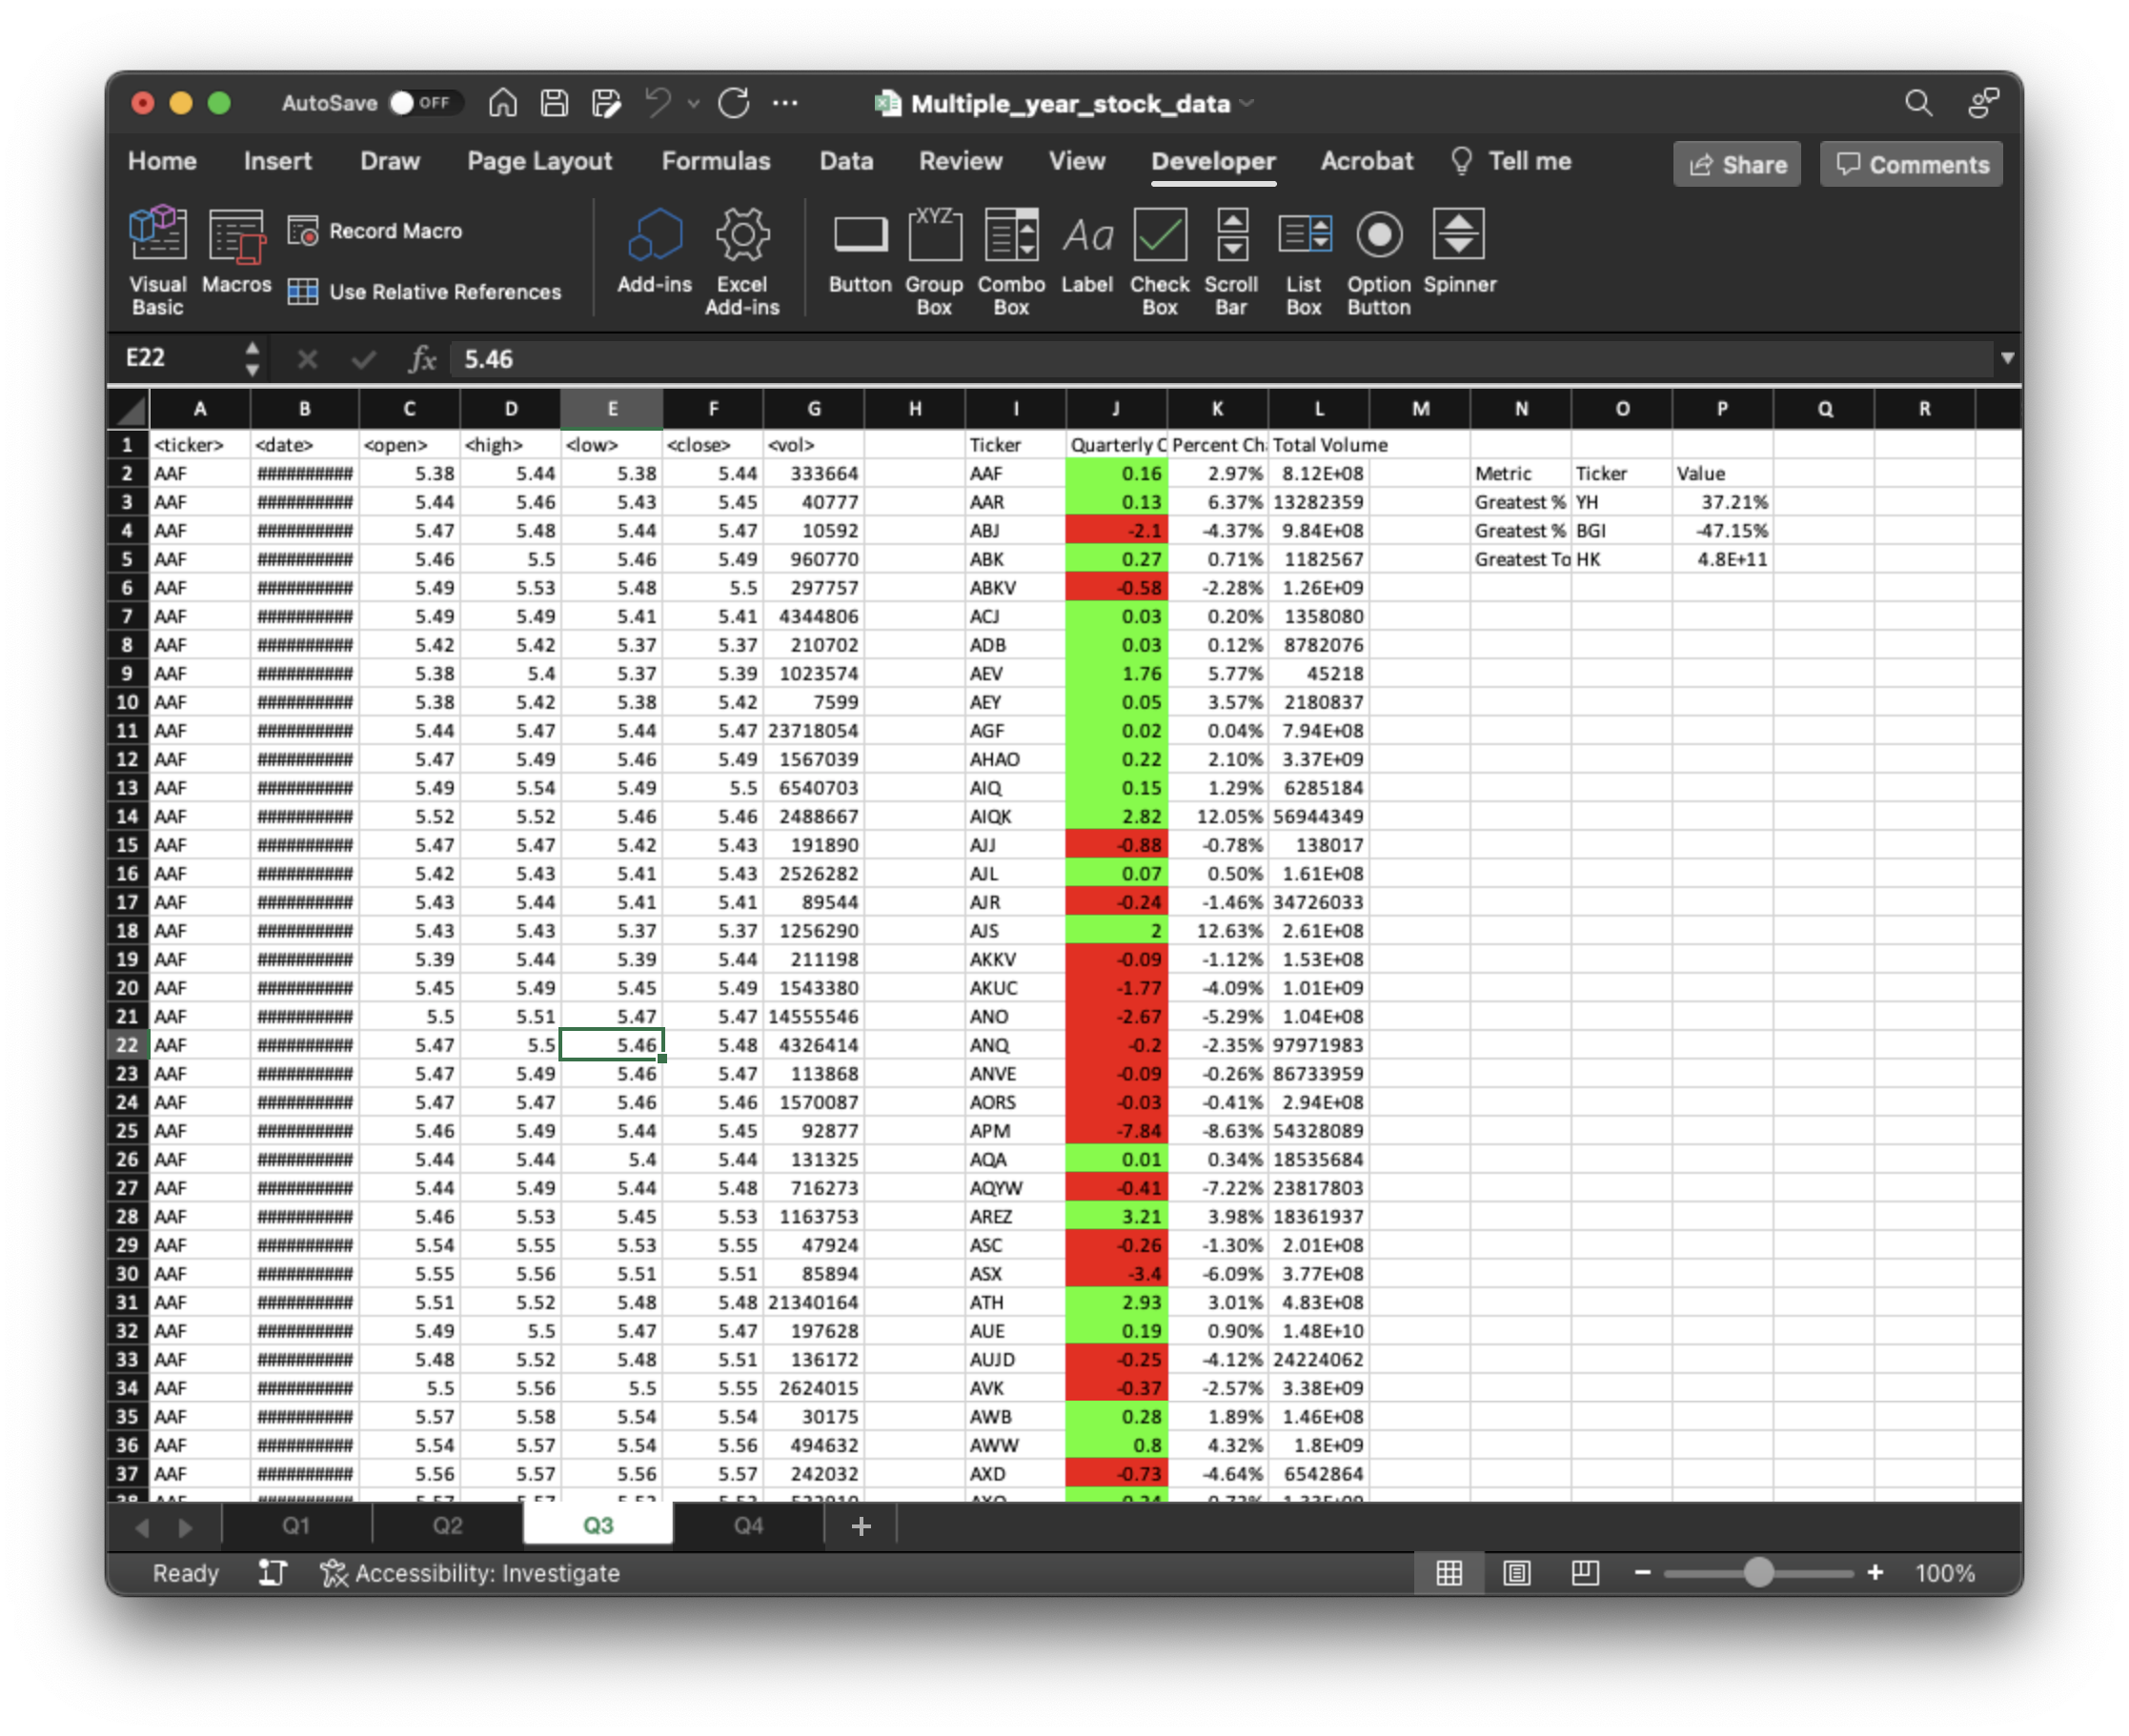 AutoSave OFF Multiple_year_stock_data
Home Insert Draw Page Layout Formulas Data Review View Developer Acrobat Tell me Share Comments
Visual Basic Macros Record Macro Use Relative References Add-ins Excel Add-ins Button Group Box XYZ Combo Box Aa Label Check Box Scroll Bar List Box Option Button Spinner
E22 fx 5.46
A B C D E F G H I J K L M N O P Q R
1 <ticker> <date> <open> <high> <low> <close> <vol> Ticker Quarterly C Percent Ch Total Volume
2 AAF ########## 5.38 5.44 5.38 5.44 333664 AAF 0.16 2.97% 8.12E+08 Metric Ticker Value
3 AAF ########## 5.44 5.46 5.43 5.45 40777 AAR 0.13 6.37% 13282359 Greatest % YH 37.21%
4 AAF ########## 5.47 5.48 5.44 5.47 10592 ABJ -2.1 -4.37% 9.84E+08 Greatest % BGI -47.15%
5 AAF ########## 5.46 5.5 5.46 5.49 960770 ABK 0.27 0.71% 1182567 Greatest To HK 4.8E+11
6 AAF ########## 5.49 5.53 5.48 5.5 297757 ABKV -0.58 -2.28% 1.26E+09
7 AAF ########## 5.49 5.49 5.41 5.41 4344806 ACJ 0.03 0.20% 1358080
8 AAF ########## 5.42 5.42 5.37 5.37 210702 ADB 0.03 0.12% 8782076
9 AAF ########## 5.38 5.4 5.37 5.39 1023574 AEV 1.76 5.77% 45218
10 AAF ########## 5.38 5.42 5.38 5.42 7599 AEY 0.05 3.57% 2180837
11 AAF ########## 5.44 5.47 5.44 5.47 23718054 AGF 0.02 0.04% 7.94E+08
12 AAF ########## 5.47 5.49 5.46 5.49 1567039 AHAO 0.22 2.10% 3.37E+09
13 AAF ########## 5.49 5.54 5.49 5.5 6540703 AIQ 0.15 1.29% 6285184
14 AAF ########## 5.52 5.52 5.46 5.46 2488667 AIQK 2.82 12.05% 56944349
15 AAF ########## 5.47 5.47 5.42 5.43 191890 AJJ -0.88 -0.78% 138017
16 AAF ########## 5.42 5.43 5.41 5.43 2526282 AJL 0.07 0.50% 1.61E+08
17 AAF ########## 5.43 5.44 5.41 5.41 89544 AJR -0.24 -1.46% 34726033
18 AAF ########## 5.43 5.43 5.37 5.37 1256290 AJS 2 12.63% 2.61E+08
19 AAF ########## 5.39 5.44 5.39 5.44 211198 AKKV -0.09 -1.12% 1.53E+08
20 AAF ########## 5.45 5.49 5.45 5.49 1543380 AKUC -1.77 -4.09% 1.01E+09
21 AAF ########## 5.5 5.51 5.47 5.47 14555546 ANO -2.67 -5.29% 1.04E+08
22 AAF ########## 5.47 5.5 5.46 5.48 4326414 ANQ -0.2 -2.35% 97971983
23 AAF ########## 5.47 5.49 5.46 5.47 113868 ANVE -0.09 -0.26% 86733959
24 AAF ########## 5.47 5.47 5.46 5.46 1570087 AORS -0.03 -0.41% 2.94E+08
25 AAF ########## 5.46 5.49 5.44 5.45 92877 APM -7.84 -8.63% 54328089
26 AAF ########## 5.44 5.44 5.4 5.44 131325 AQA 0.01 0.34% 18535684
27 AAF ########## 5.44 5.49 5.44 5.48 716273 AQYW -0.41 -7.22% 23817803
28 AAF ########## 5.46 5.53 5.45 5.53 1163753 AREZ 3.21 3.98% 18361937
29 AAF ########## 5.54 5.55 5.53 5.55 47924 ASC -0.26 -1.30% 2.01E+08
30 AAF ########## 5.55 5.56 5.51 5.51 85894 ASX -3.4 -6.09% 3.77E+08
31 AAF ########## 5.51 5.52 5.48 5.48 21340164 ATH 2.93 3.01% 4.83E+08
32 AAF ########## 5.49 5.5 5.47 5.47 197628 AUE 0.19 0.90% 1.48E+10
33 AAF ########## 5.48 5.52 5.48 5.51 136172 AUJD -0.25 -4.12% 24224062
34 AAF ########## 5.5 5.56 5.5 5.55 2624015 AVK -0.37 -2.57% 3.38E+09
35 AAF ########## 5.57 5.58 5.54 5.54 30175 AWB 0.28 1.89% 1.46E+08
36 AAF ########## 5.54 5.57 5.54 5.56 494632 AWW 0.8 4.32% 1.8E+09
37 AAF ########## 5.56 5.57 5.56 5.57 242032 AXD -0.73 -4.64% 6542864
Q1 Q2 Q3 Q4
Ready Accessibility: Investigate 100%